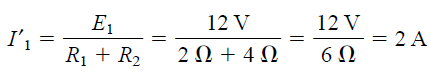 I'₁ = E₁ / (R₁ + R₂) = 12 V / (2 Ω + 4 Ω) = 12 V / 6 Ω = 2 A